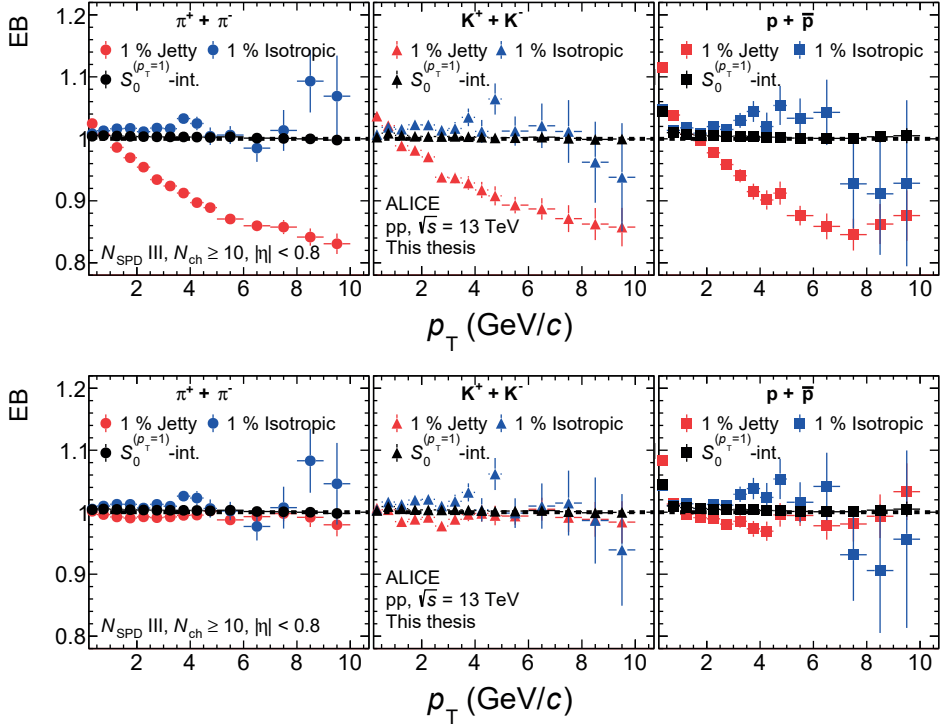 EB
π⁺ + π⁻
K⁺ + K⁻
p + p̅
1 % Jetty 1 % Isotropic
S₀^(p_T=1)-int.
1 % Jetty 1 % Isotropic
S₀^(p_T=1)-int.
1 % Jetty 1 % Isotropic
S₀^(p_T=1)-int.
1.2
1.1
1
0.9
0.8
N_SPD III, N_ch ≥ 10, |η| < 0.8
ALICE
pp, √s = 13 TeV
This thesis
2 4 6 8 10
2 4 6 8 10
2 4 6 8 10
p_T (GeV/c)
EB
π⁺ + π⁻
K⁺ + K⁻
p + p̅
1 % Jetty 1 % Isotropic
S₀^(p_T=1)-int.
1 % Jetty 1 % Isotropic
S₀^(p_T=1)-int.
1 % Jetty 1 % Isotropic
S₀^(p_T=1)-int.
1.2
1.1
1
0.9
0.8
N_SPD III, N_ch ≥ 10, |η| < 0.8
ALICE
pp, √s = 13 TeV
This thesis
2 4 6 8 10
2 4 6 8 10
2 4 6 8 10
p_T (GeV/c)